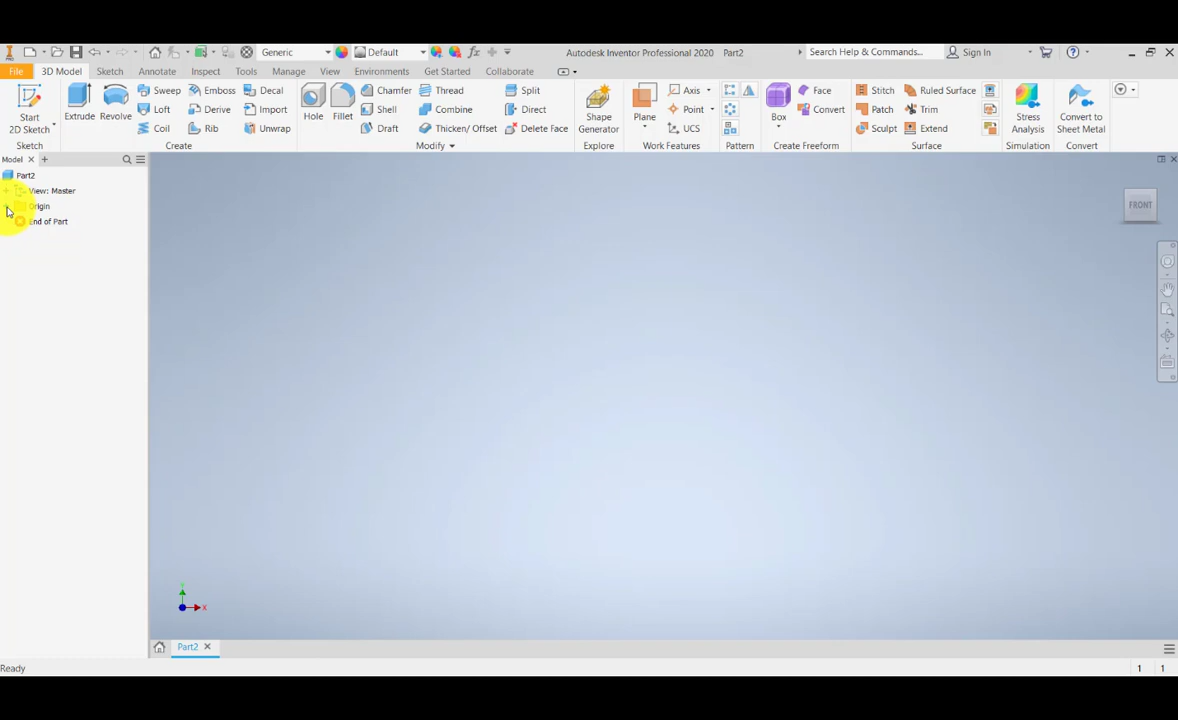 PRO Generic Default Autodesk Inventor Professional 2020 Part2 Search Help & Commands... Sign In
File 3D Model Sketch Annotate Inspect Tools Manage View Environments Get Started Collaborate
Start 2D Sketch Extrude Revolve Sweep Emboss Decal Hole Fillet Chamfer Thread Split Shape Generator Plane Axis Box Face Stitch Ruled Surface Stress Analysis Convert to Sheet Metal
Loft Derive Import Shell Combine Direct Point Convert Patch Trim
Coil Rib Unwrap Draft Thicken/ Offset Delete Face UCS Sculpt Extend
Sketch Create Modify Explore Work Features Pattern Create Freeform Surface Simulation Convert
Model
Part2
View: Master
Origin
End of Part
FRONT
Y
X
Part2
Ready 1 1